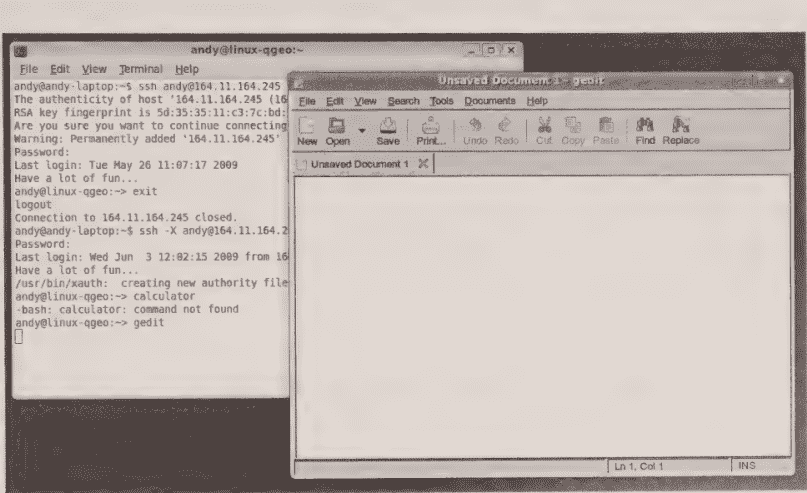 andy@linux-qgeo:~
File Edit View Terminal Help
andy@andy-laptop:~$ ssh andy@164.11.164.245
The authenticity of host '164.11.164.245 (16
RSA key fingerprint is 5d:35:35:11:c3:7c:bd:
Are you sure you want to continue connecting
Warning: Permanently added '164.11.164.245'
Password:
Last login: Tue May 26 11:07:17 2009
Have a lot of fun...
andy@linux-qgeo:~> exit
logout
Connection to 164.11.164.245 closed.
andy@andy-laptop:~$ ssh -X andy@164.11.164.2
Password:
Last login: Wed Jun  3 12:02:15 2009 from 16
Have a lot of fun...
/usr/bin/xauth:  creating new authority file
andy@linux-qgeo:~> calculator
-bash: calculator: command not found
andy@linux-qgeo:~> gedit
Unsaved Document 1 - gedit
File Edit View Search Tools Documents Help
New Open Save Print... Undo Redo Cut Copy Paste Find Replace
Unsaved Document 1
Ln 1, Col 1 INS